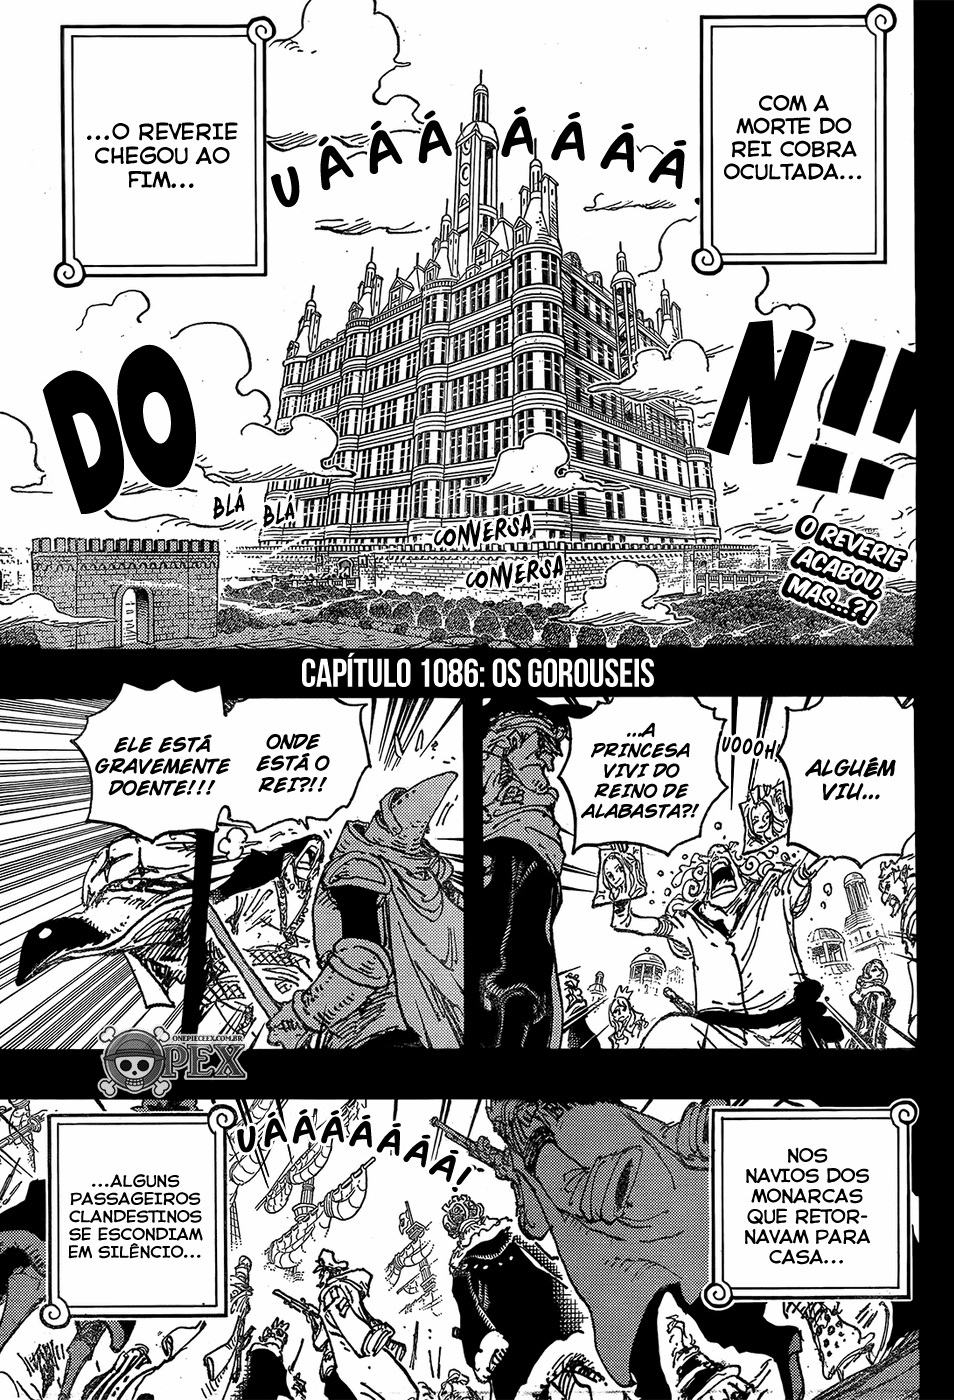 COM A
MORTE DO
REI COBRA
OCULTADA...
...O REVERIE
CHEGOU AO
FIM...
UÁÁÁÁÁÁÁÁ
DO
N!!
BLÁ
BLÁ
CONVERSA
CONVERSA
O REVERIE
ACABOU,
MAS...?!
CAPÍTULO 1086: OS GOROUSEIS
ALGUÉM
VIU...
UOOOH!
...A
PRINCESA
VIVI DO
REINO DE
ALABASTA?!
ONDE
ESTÁ O
REI?!!
ELE ESTÁ
GRAVEMENTE
DOENTE!!!
ONEPIECEEX.COM.BR
OPEX
NOS
NAVIOS DOS
MONARCAS
QUE RETOR-
NAVAM PARA
CASA...
UÁÁÁÁÁÁÁ!
...ALGUNS
PASSAGEIROS
CLANDESTINOS
SE ESCONDIAM
EM SILÊNCIO...